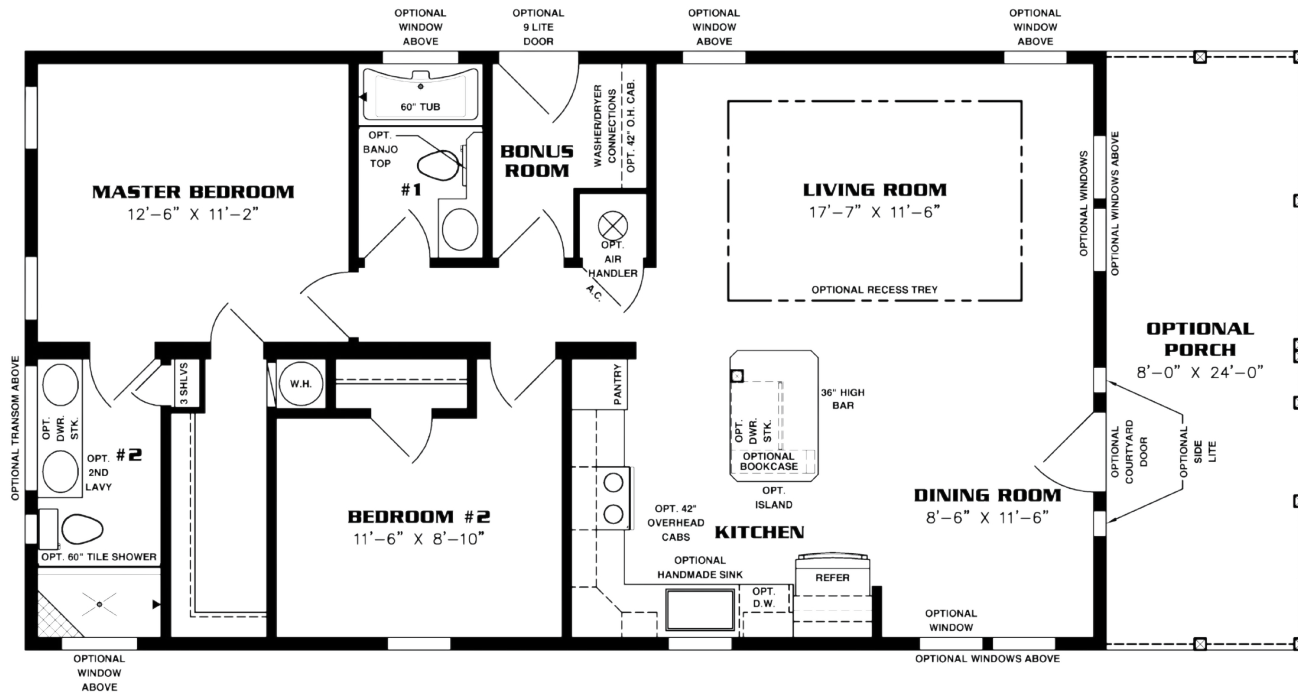 OPTIONAL
WINDOW
ABOVE
OPTIONAL
9 LITE
DOOR
OPTIONAL
WINDOW
ABOVE
OPTIONAL
WINDOW
ABOVE
60" TUB
OPT.
BANJO
TOP
#1
BONUS
ROOM
WASHER/DRYER
CONNECTIONS
OPT. 42" O.H. CAB.
MASTER BEDROOM
12'-6" X 11'-2"
LIVING ROOM
17'-7" X 11'-6"
OPTIONAL RECESS TREY
OPTIONAL WINDOWS
OPTIONAL WINDOWS ABOVE
OPT.
AIR
HANDLER
A.C.
OPTIONAL
PORCH
8'-0" X 24'-0"
OPTIONAL TRANSOM ABOVE
3 SHLVS
W.H.
PANTRY
36" HIGH
BAR
OPT.
DWR.
STK.
OPTIONAL
BOOKCASE
OPT.
ISLAND
OPT.
DWR.
STK.
#2
OPT.
2ND
LAVY
OPTIONAL
COURTYARD
DOOR
OPTIONAL
SIDE
LITE
DINING ROOM
8'-6" X 11'-6"
BEDROOM #2
11'-6" X 8'-10"
OPT. 42"
OVERHEAD
CABS
KITCHEN
OPT. 60" TILE SHOWER
OPTIONAL
HANDMADE SINK
OPT.
D.W.
REFER
OPTIONAL
WINDOW
OPTIONAL WINDOWS ABOVE
OPTIONAL
WINDOW
ABOVE